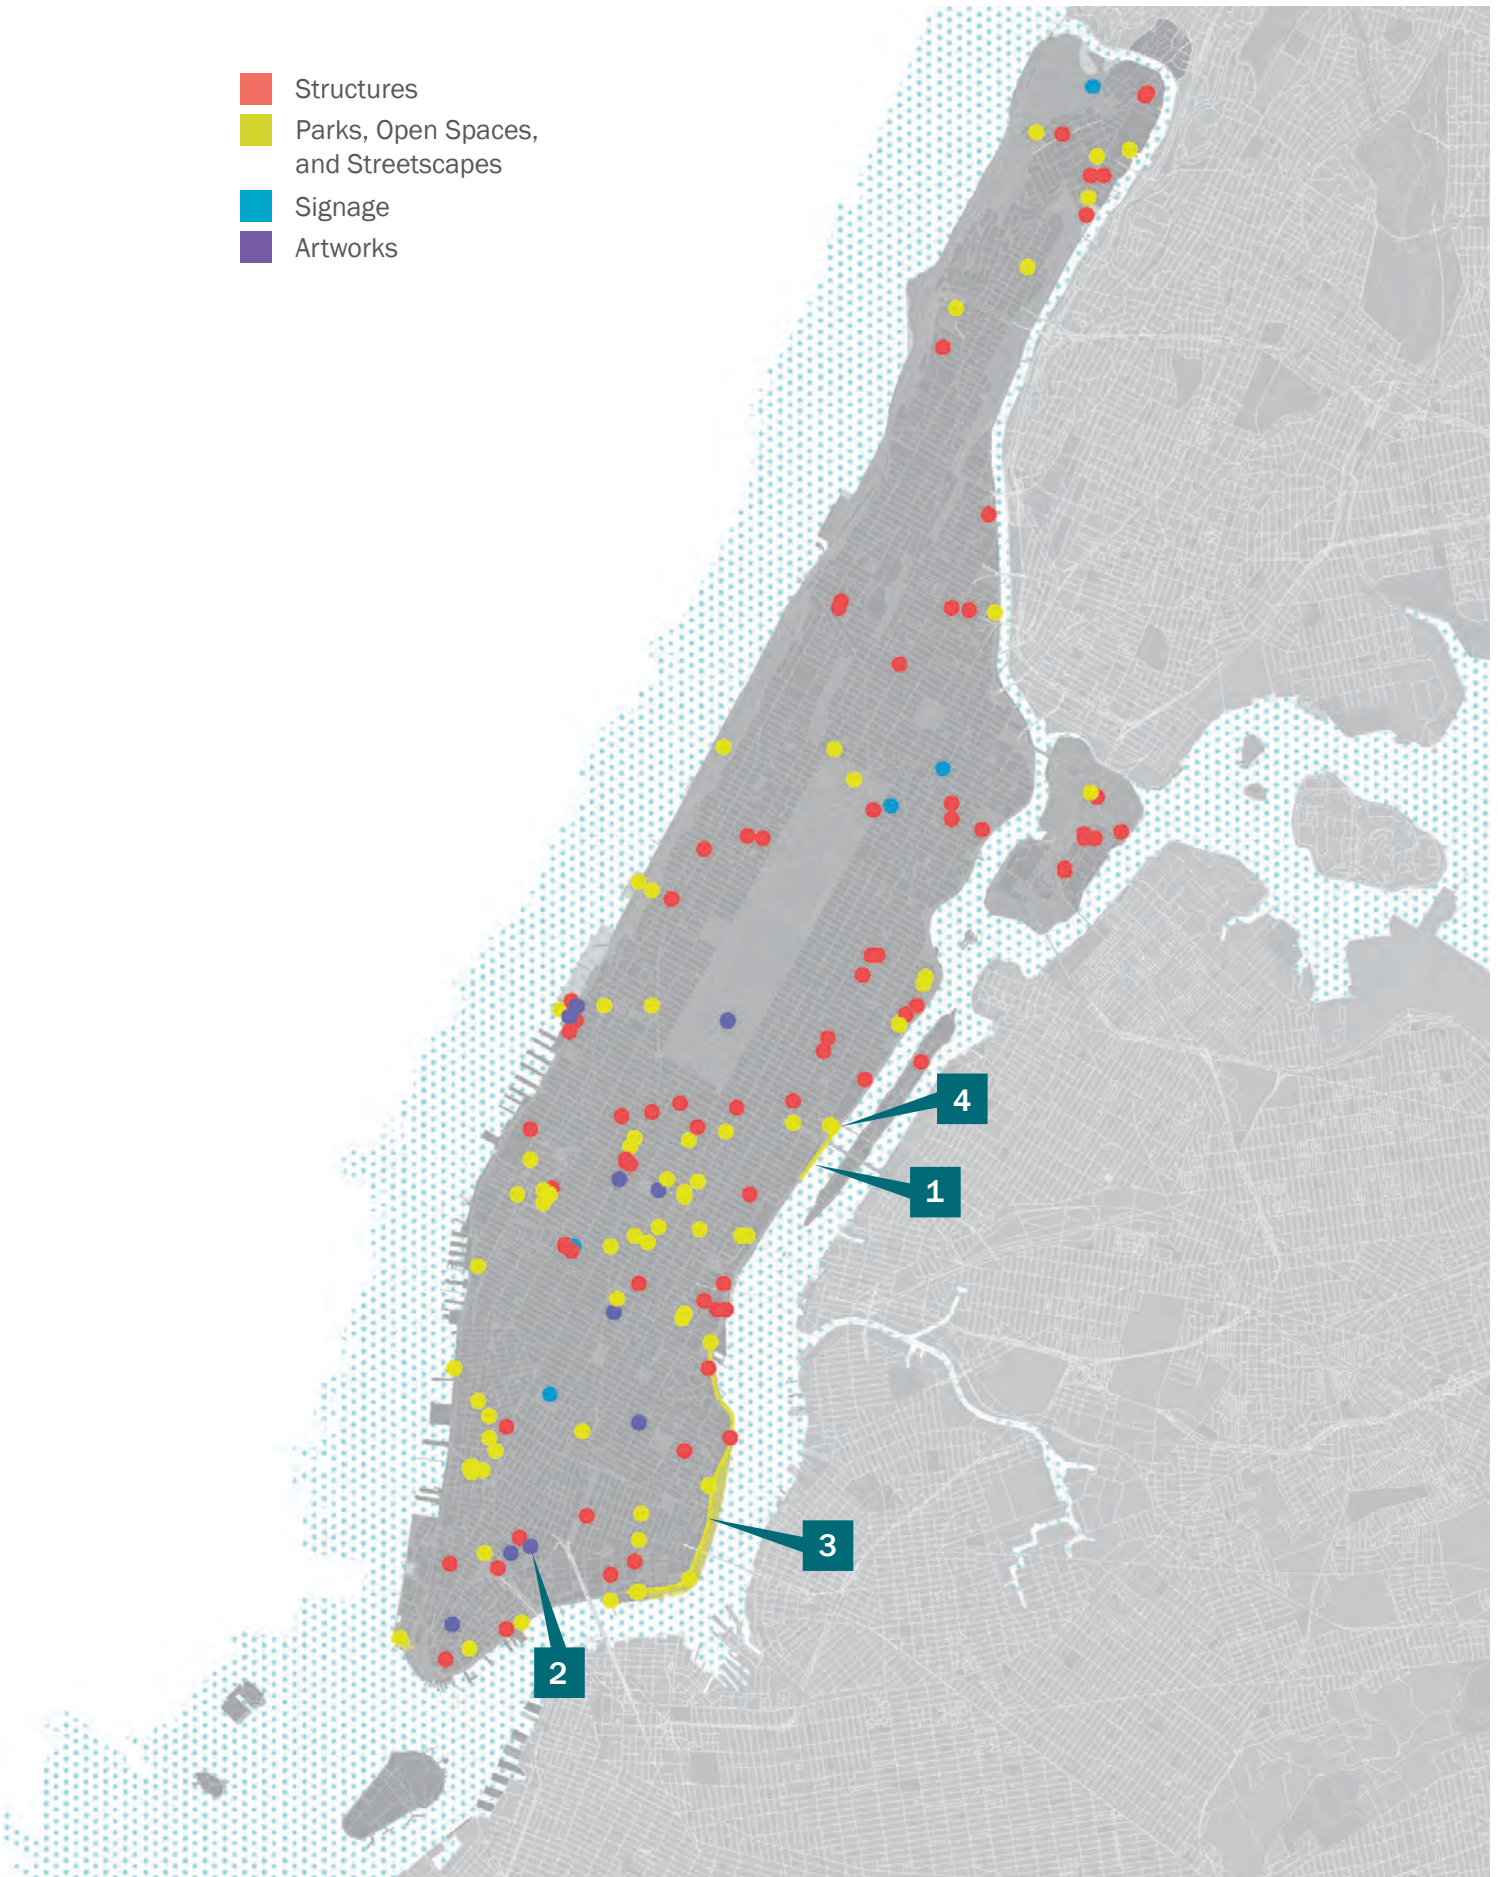 Structures
Parks, Open Spaces,
and Streetscapes
Signage
Artworks
4
1
3
2